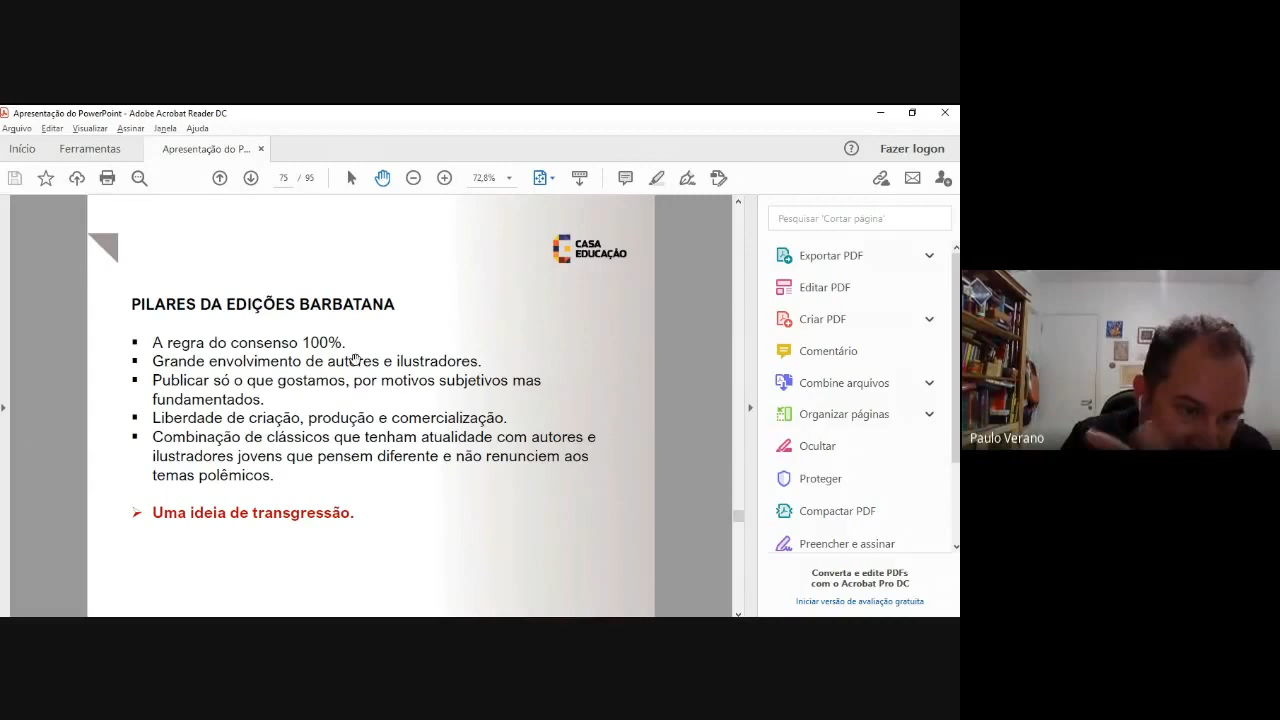 Apresentação do PowerPoint - Adobe Acrobat Reader DC
Arquivo Editar Visualizar Assinar Janela Ajuda
Início Ferramentas Apresentação do P... × Fazer logon
75 / 95 72,8%
CASA
EDUCAÇÃO
PILARES DA EDIÇÕES BARBATANA
▪ A regra do consenso 100%.
▪ Grande envolvimento de autores e ilustradores.
▪ Publicar só o que gostamos, por motivos subjetivos mas
fundamentados.
▪ Liberdade de criação, produção e comercialização.
▪ Combinação de clássicos que tenham atualidade com autores e
ilustradores jovens que pensem diferente e não renunciem aos
temas polêmicos.
➢ Uma ideia de transgressão.
Pesquisar 'Cortar página'
Exportar PDF
Editar PDF
Criar PDF
Comentário
Combine arquivos
Organizar páginas
Ocultar
Proteger
Compactar PDF
Preencher e assinar
Converta e edite PDFs
com o Acrobat Pro DC
Iniciar versão de avaliação gratuita
Paulo Verano